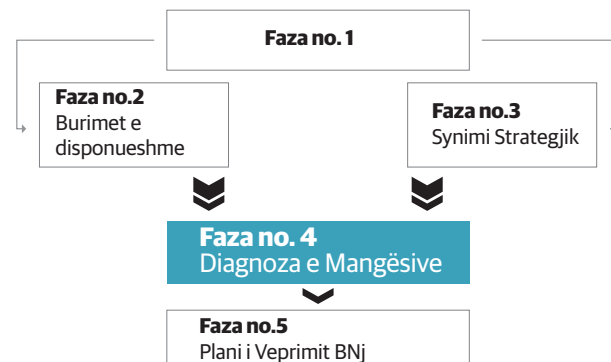 Faza no. 1
Faza no.2
Burimet e
disponueshme
Faza no.3
Synimi Strategjik
Faza no. 4
Diagnoza e Mangësive
Faza no.5
Plani i Veprimit BNj